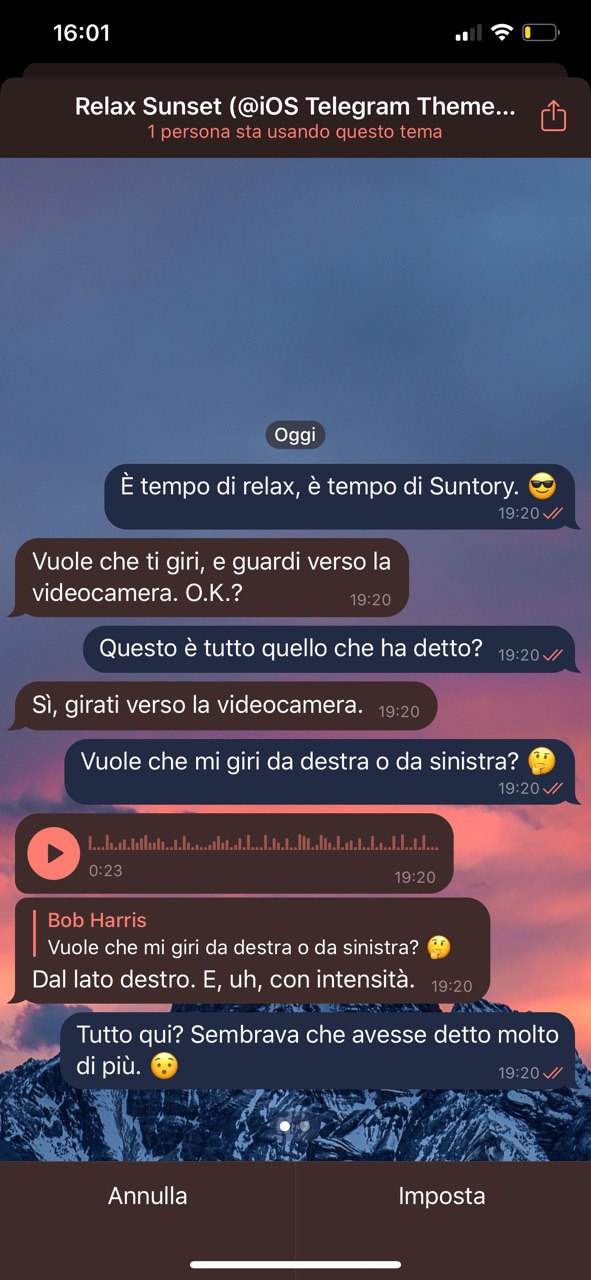 16:01
Relax Sunset (@iOS Telegram Theme...
1 persona sta usando questo tema
Oggi
È tempo di relax, è tempo di Suntory. 😎
19:20
Vuole che ti giri, e guardi verso la
videocamera. O.K.?
19:20
Questo è tutto quello che ha detto? 19:20
Sì, girati verso la videocamera. 19:20
Vuole che mi giri da destra o da sinistra? 🤔
19:20
0:23
19:20
Bob Harris
Vuole che mi giri da destra o da sinistra? 🤔
Dal lato destro. E, uh, con intensità. 19:20
Tutto qui? Sembrava che avesse detto molto
di più. 😯
19:20
Annulla
Imposta